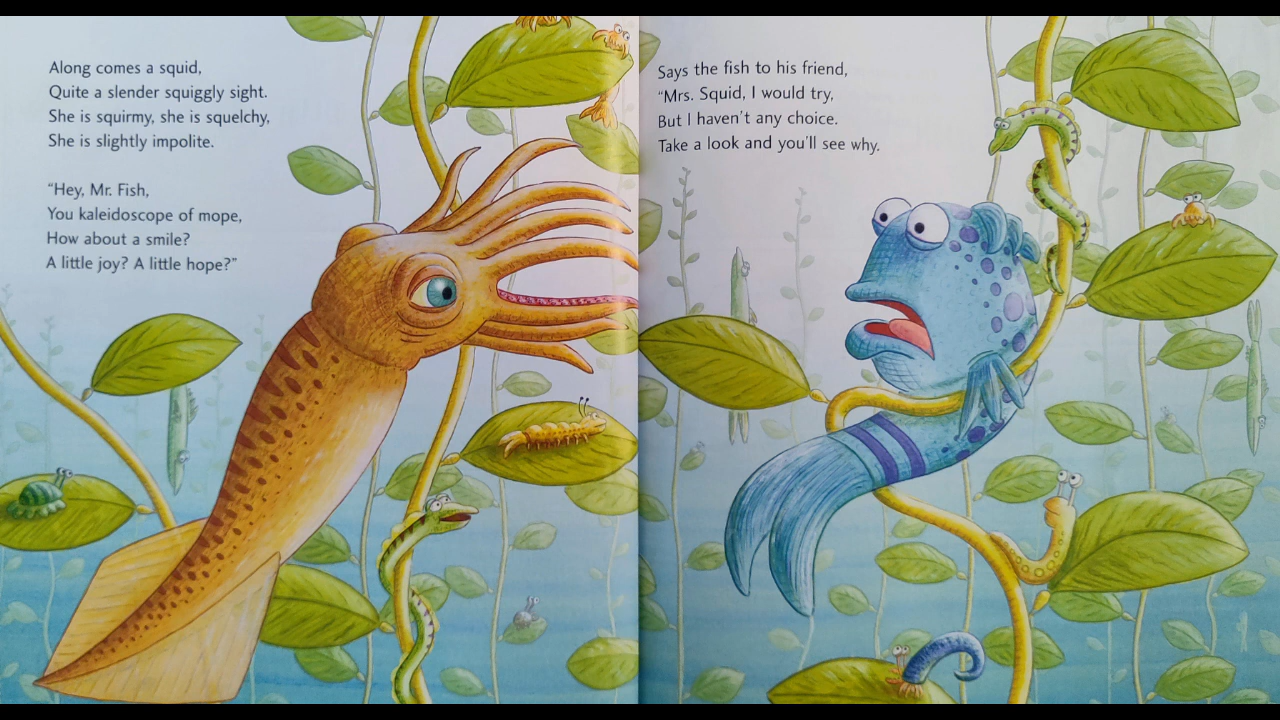 Along comes a squid,
Quite a slender squiggly sight.
She is squirmy, she is squelchy,
She is slightly impolite.
"Hey, Mr. Fish,
You kaleidoscope of mope,
How about a smile?
A little joy? A little hope?"
Says the fish to his friend,
"Mrs. Squid, I would try,
But I haven't any choice.
Take a look and you'll see why.